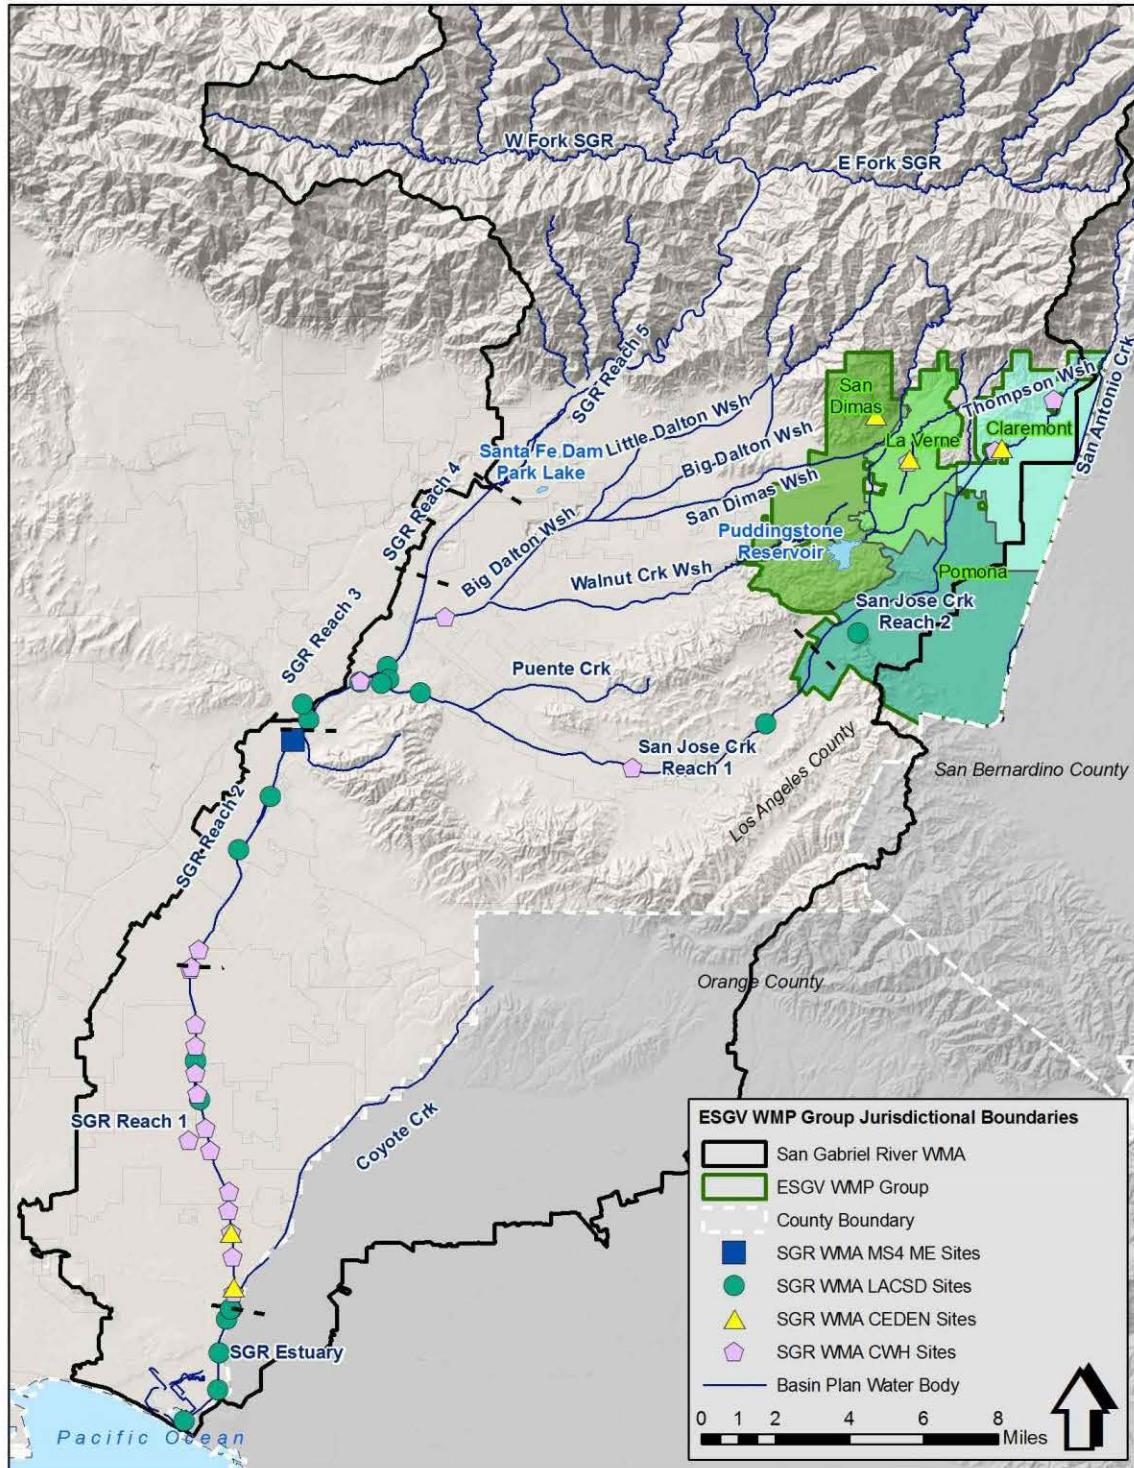 W Fork SGR
E Fork SGR
SGR Reach 5
San Antonio Crk
San
Dimas
Thompson Wsh
La Verne
Claremont
Little Dalton Wsh
Santa Fe Dam
Park Lake
Big Dalton Wsh
SGR Reach 4
San Dimas Wsh
Big Dalton Wsh
Puddingstone
Reservoir
Walnut Crk Wsh
Pomona
San Jose Crk
Reach 2
SGR Reach 3
Puente Crk
San Jose Crk
Reach 1
Los Angeles County
San Bernardino County
SGR Reach 2
Orange County
SGR Reach 1
Coyote Crk
SGR Estuary
Pacific Ocean
ESGV WMP Group Jurisdictional Boundaries
San Gabriel River WMA
ESGV WMP Group
County Boundary
SGR WMA MS4 ME Sites
SGR WMA LACSD Sites
SGR WMA CEDEN Sites
SGR WMA CWH Sites
Basin Plan Water Body
0 1 2 4 6 8
Miles